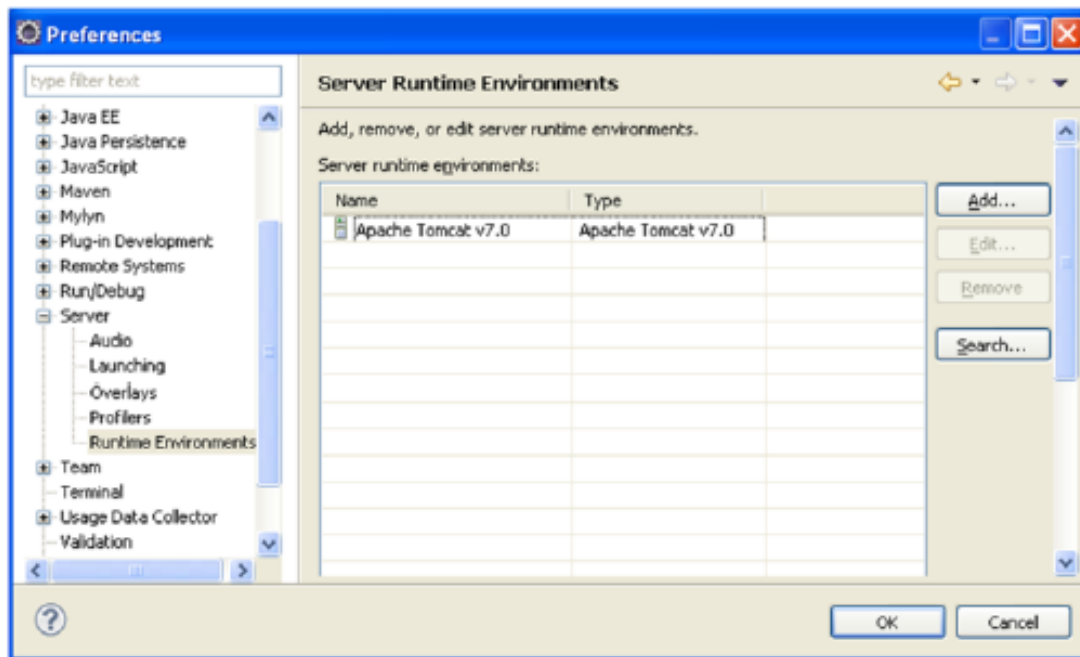 Preferences
type filter text
Java EE
Java Persistence
JavaScript
Maven
Mylyn
Plug-in Development
Remote Systems
Run/Debug
Server
Audio
Launching
Overlays
Profilers
Runtime Environments
Team
Terminal
Usage Data Collector
Validation
Server Runtime Environments
Add, remove, or edit server runtime environments.
Server runtime environments:
Name Type
Apache Tomcat v7.0 Apache Tomcat v7.0
Add...
Edit...
Remove
Search...
OK Cancel